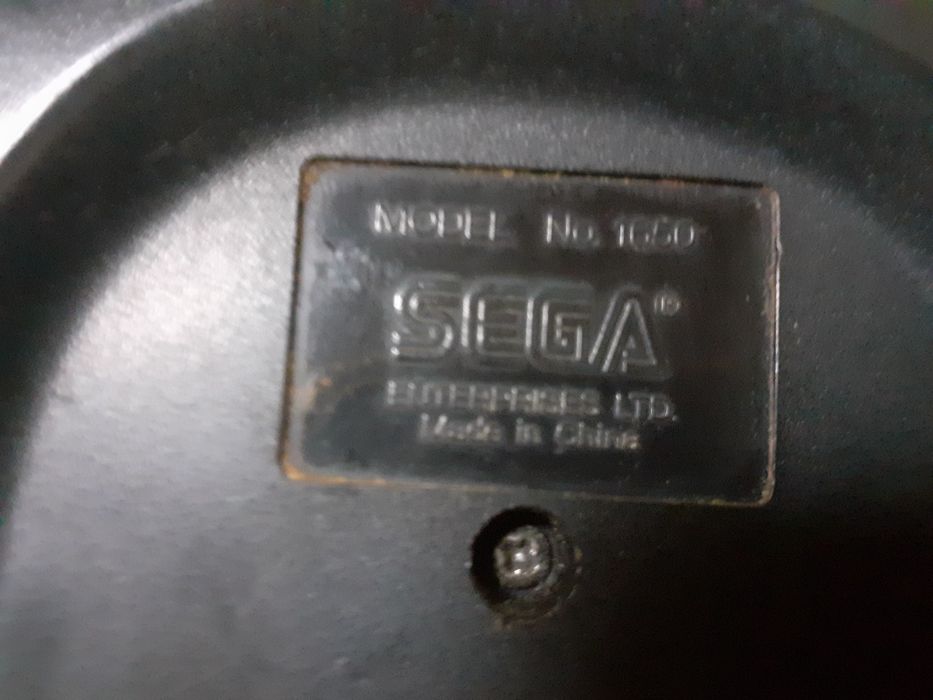 MODEL No. 1650
SEGA®
ENTERPRISES LTD.
Made in China